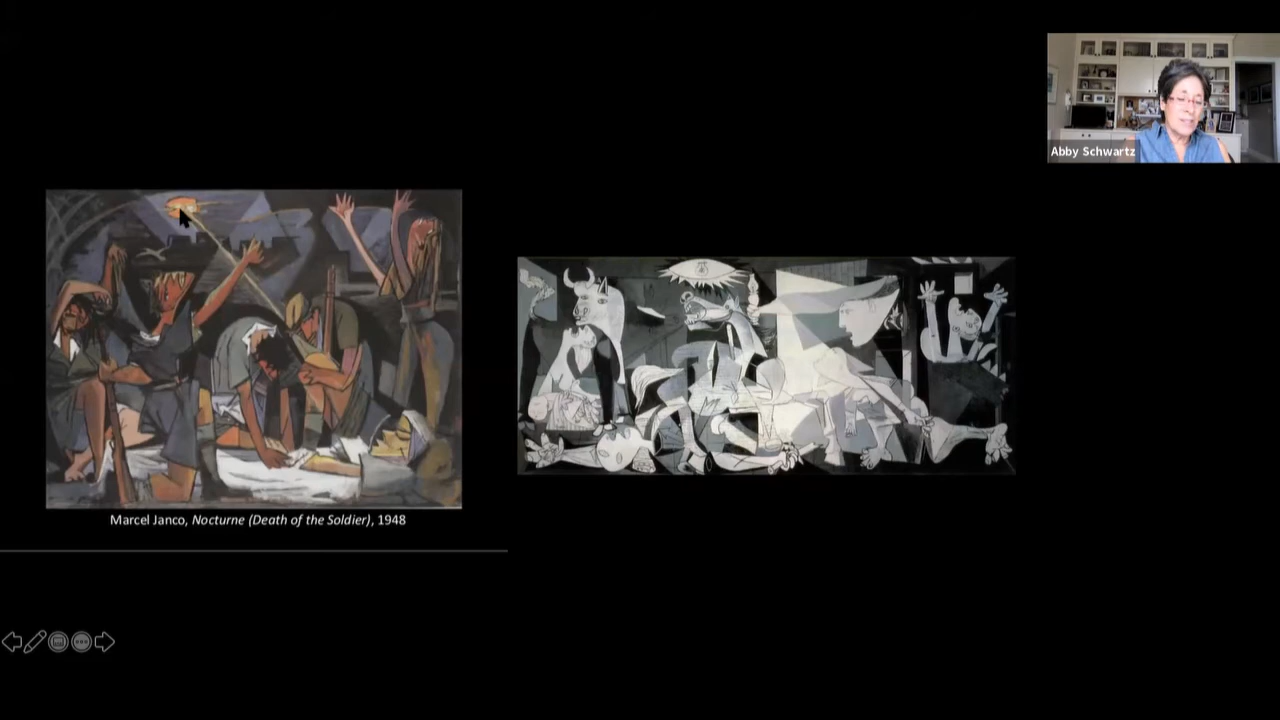 Abby Schwartz
Marcel Janco, Nocturne (Death of the Soldier), 1948